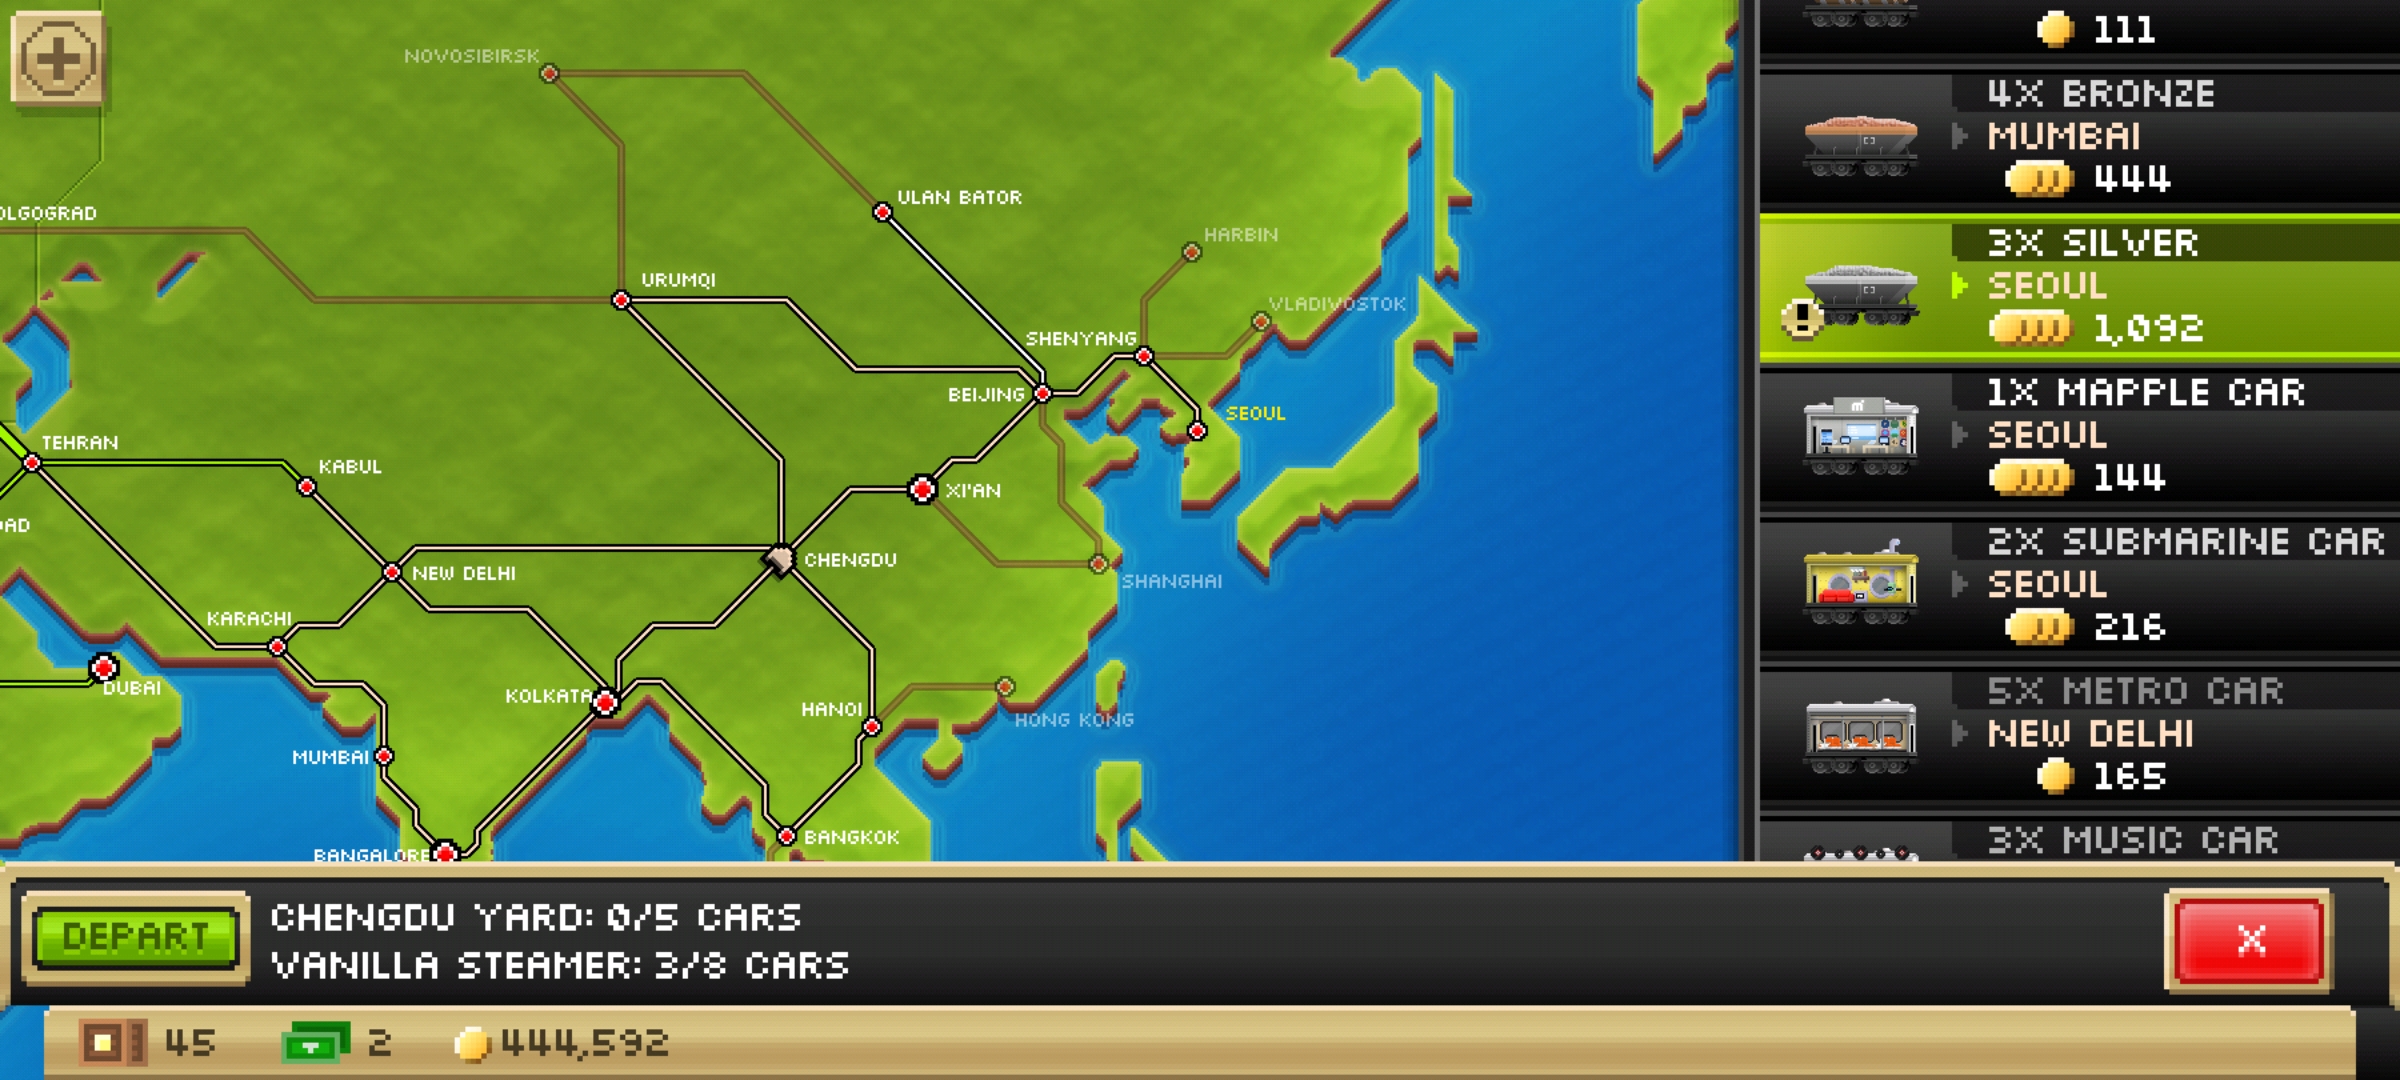 NOVOSIBIRSK
ULAN BATOR
OLGOGRAD
HARBIN
URUMQI
VLADIVOSTOK
SHENYANG
BEIJING
SEOUL
TEHRAN
KABUL
XI'AN
AD
CHENGDU
NEW DELHI
SHANGHAI
KARACHI
DUBAI
KOLKATA
HANOI
HONG KONG
MUMBAI
BANGKOK
BANGALORE
111
4X BRONZE
MUMBAI
444
3X SILVER
SEOUL
1,092
1X MAPPLE CAR
SEOUL
144
2X SUBMARINE CAR
SEOUL
216
5X METRO CAR
NEW DELHI
165
3X MUSIC CAR
DEPART
CHENGDU YARD: 0/5 CARS
VANILLA STEAMER: 3/8 CARS
X
45
2
444,592